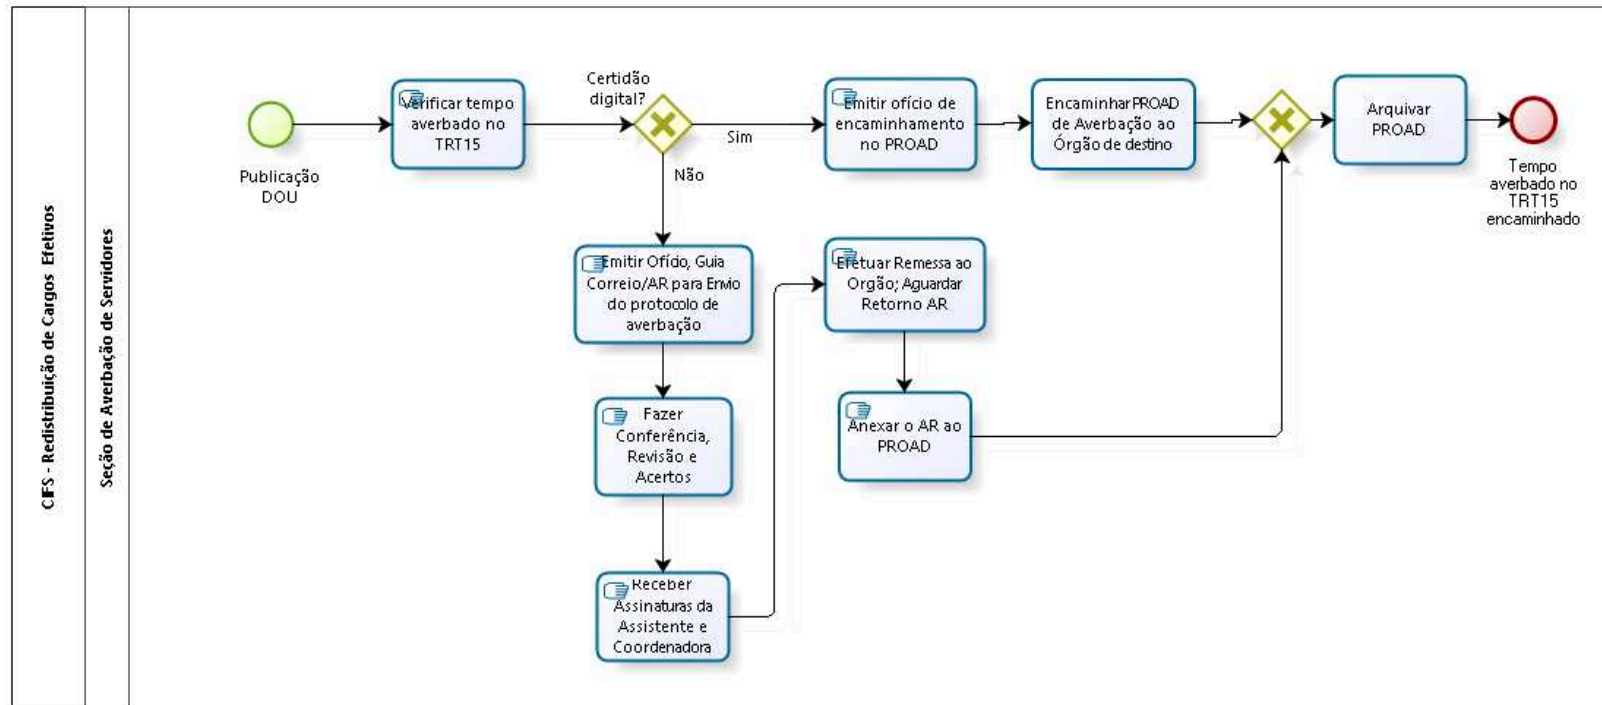 CIFS - Redistribuição de Cargos Efetivos
Seção de Averbação de Servidores
Publicação
DOU
Verificar tempo
averbado no
TRT15
Certidão
digital?
Sim
Não
Emitir ofício de
encaminhamento
no PROAD
Encaminhar PROAD
de Averbação ao
Órgão de destino
Arquivar
PROAD
Tempo
averbado no
TRT15
encaminhado
Emitir Ofício, Guia
Correio/AR para Envio
do protocolo de
averbação
Fazer
Conferência,
Revisão e
Acertos
Receber
Assinaturas da
Assistente e
Coordenadora
Efetuar Remessa ao
Orgão; Aguardar
Retorno AR
Anexar o AR ao
PROAD